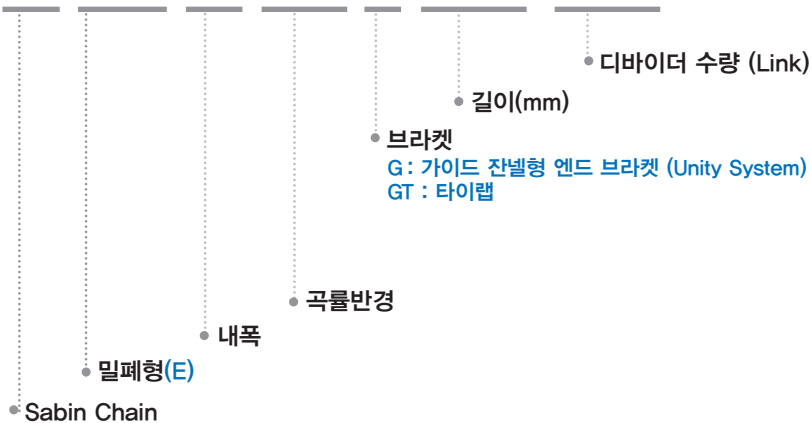 디바이더 수량 (Link)
길이(mm)
브라켓
G : 가이드 잔넬형 엔드 브라켓 (Unity System)
GT : 타이랩
곡률반경
내폭
밀폐형(E)
Sabin Chain